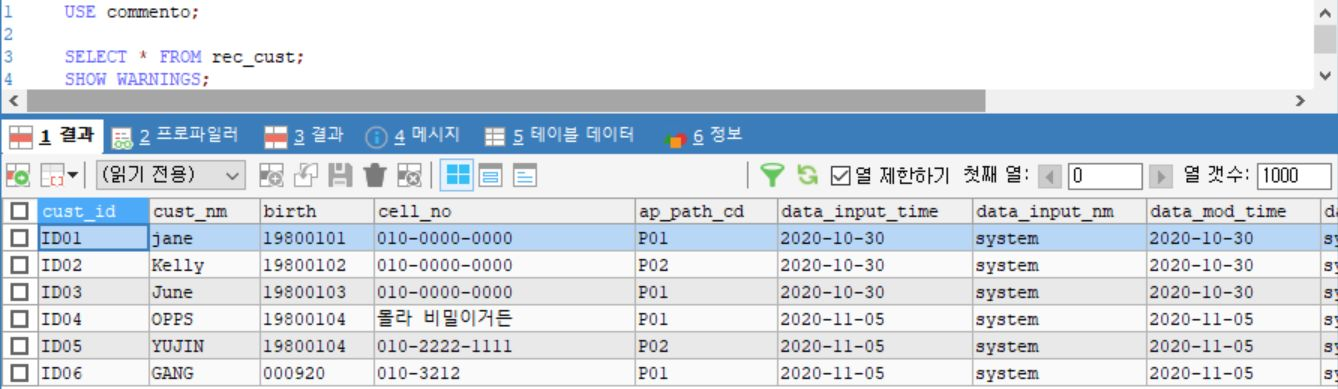 1 USE commento;
2
3 SELECT * FROM rec_cust;
4 SHOW WARNINGS;
1 결과 2 프로파일러 3 결과 4 메시지 5 테이블 데이터 6 정보
(읽기 전용) 열 제한하기 첫째 열: 0 열 갯수: 1000
cust_id cust_nm birth cell_no ap_path_cd data_input_time data_input_nm data_mod_time
ID01 jane 19800101 010-0000-0000 P01 2020-10-30 system 2020-10-30
ID02 Kelly 19800102 010-0000-0000 P02 2020-10-30 system 2020-10-30
ID03 June 19800103 010-0000-0000 P01 2020-10-30 system 2020-10-30
ID04 OPPS 19800104 몰라 비밀이거든 P01 2020-11-05 system 2020-11-05
ID05 YUJIN 19800104 010-2222-1111 P02 2020-11-05 system 2020-11-05
ID06 GANG 000920 010-3212 P01 2020-11-05 system 2020-11-05